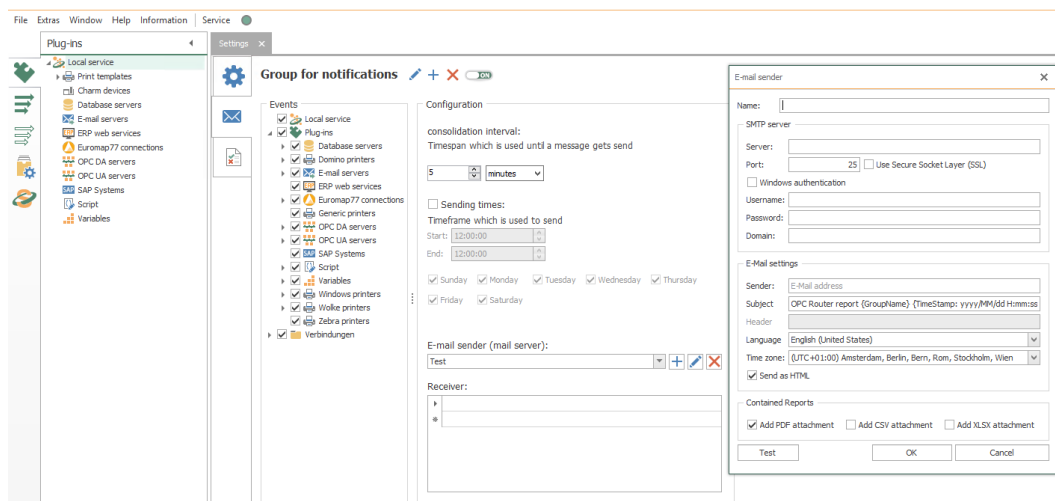 File Extras Window Help Information Service
Plug-ins
Local service
Print templates
Charm devices
Database servers
E-mail servers
ERP web services
Euromap77 connections
OPC DA servers
OPC UA servers
SAP SAP Systems
Script
Variables
Settings
Group for notifications ON
Events
Local service
Plug-ins
Database servers
Domino printers
E-mail servers
ERP web services
Euromap77 connections
Generic printers
OPC DA servers
OPC UA servers
SAP SAP Systems
Script
Variables
Windows printers
Wolke printers
Zebra printers
Verbindungen
Configuration
consolidation interval:
Timespan which is used until a message gets send
5 minutes
Sending times:
Timeframe which is used to send
Start: 12:00:00
End: 12:00:00
Sunday Monday Tuesday Wednesday Thursday
Friday Saturday
E-mail sender (mail server):
Test
Receiver:
E-mail sender
Name:
SMTP server
Server:
Port: 25 Use Secure Socket Layer (SSL)
Windows authentication
Username:
Password:
Domain:
E-Mail settings
Sender: E-Mail address
Subject OPC Router report {GroupName} {TimeStamp: yyyy/MM/dd H:mm:ss
Header
Language English (United States)
Time zone: (UTC+01:00) Amsterdam, Berlin, Bern, Rom, Stockholm, Wien
Send as HTML
Contained Reports
Add PDF attachment Add CSV attachment Add XLSX attachment
Test OK Cancel